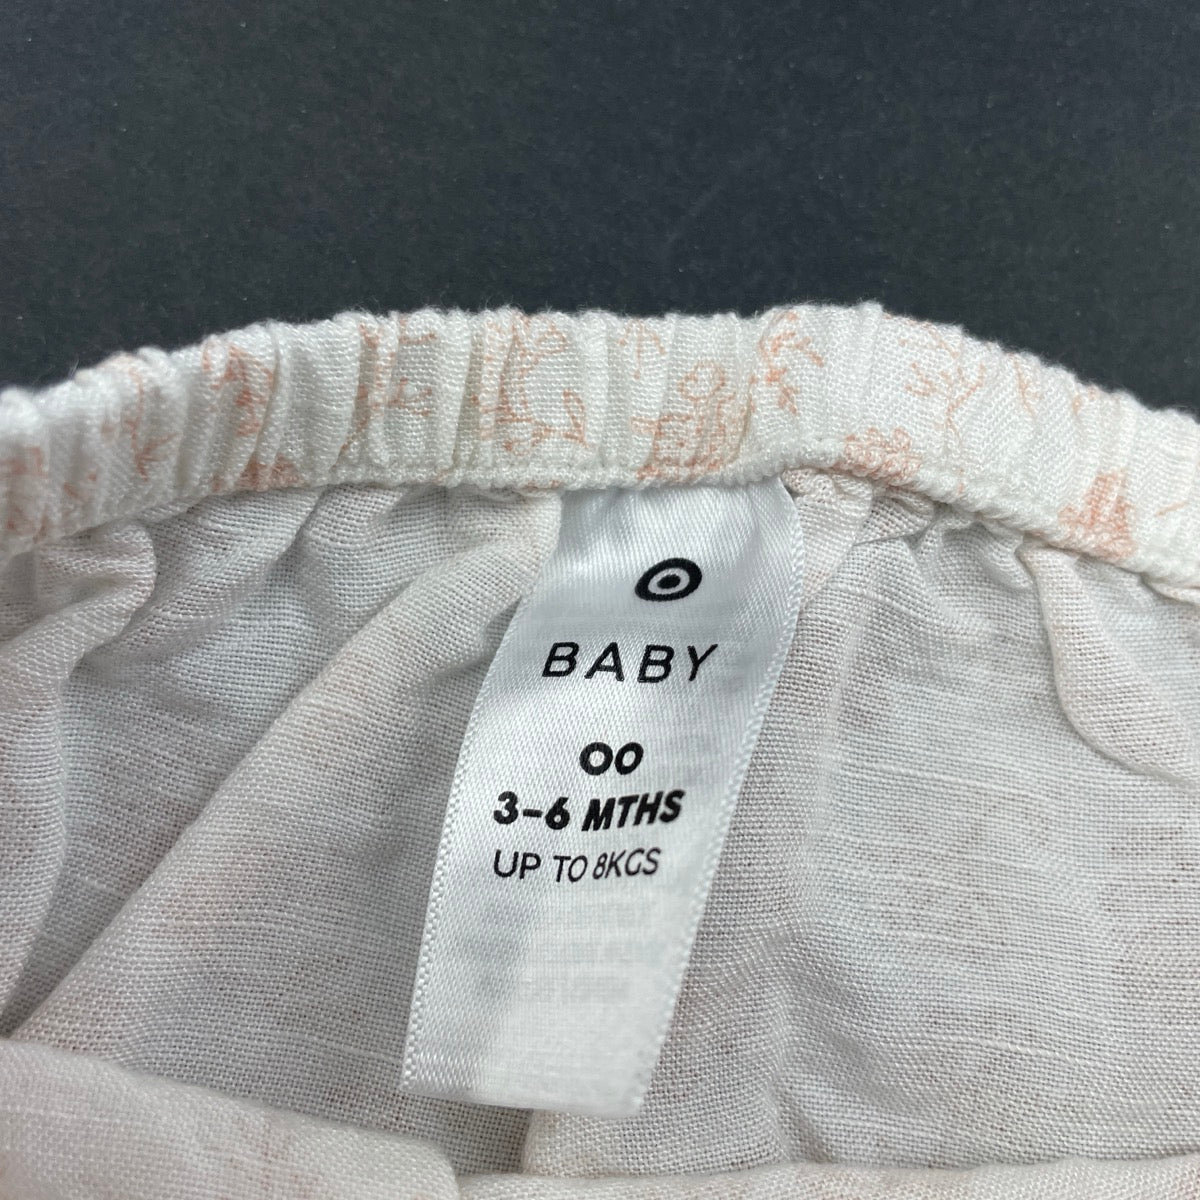 BABY
00
3-6 MTHS
UP TO 8KGS